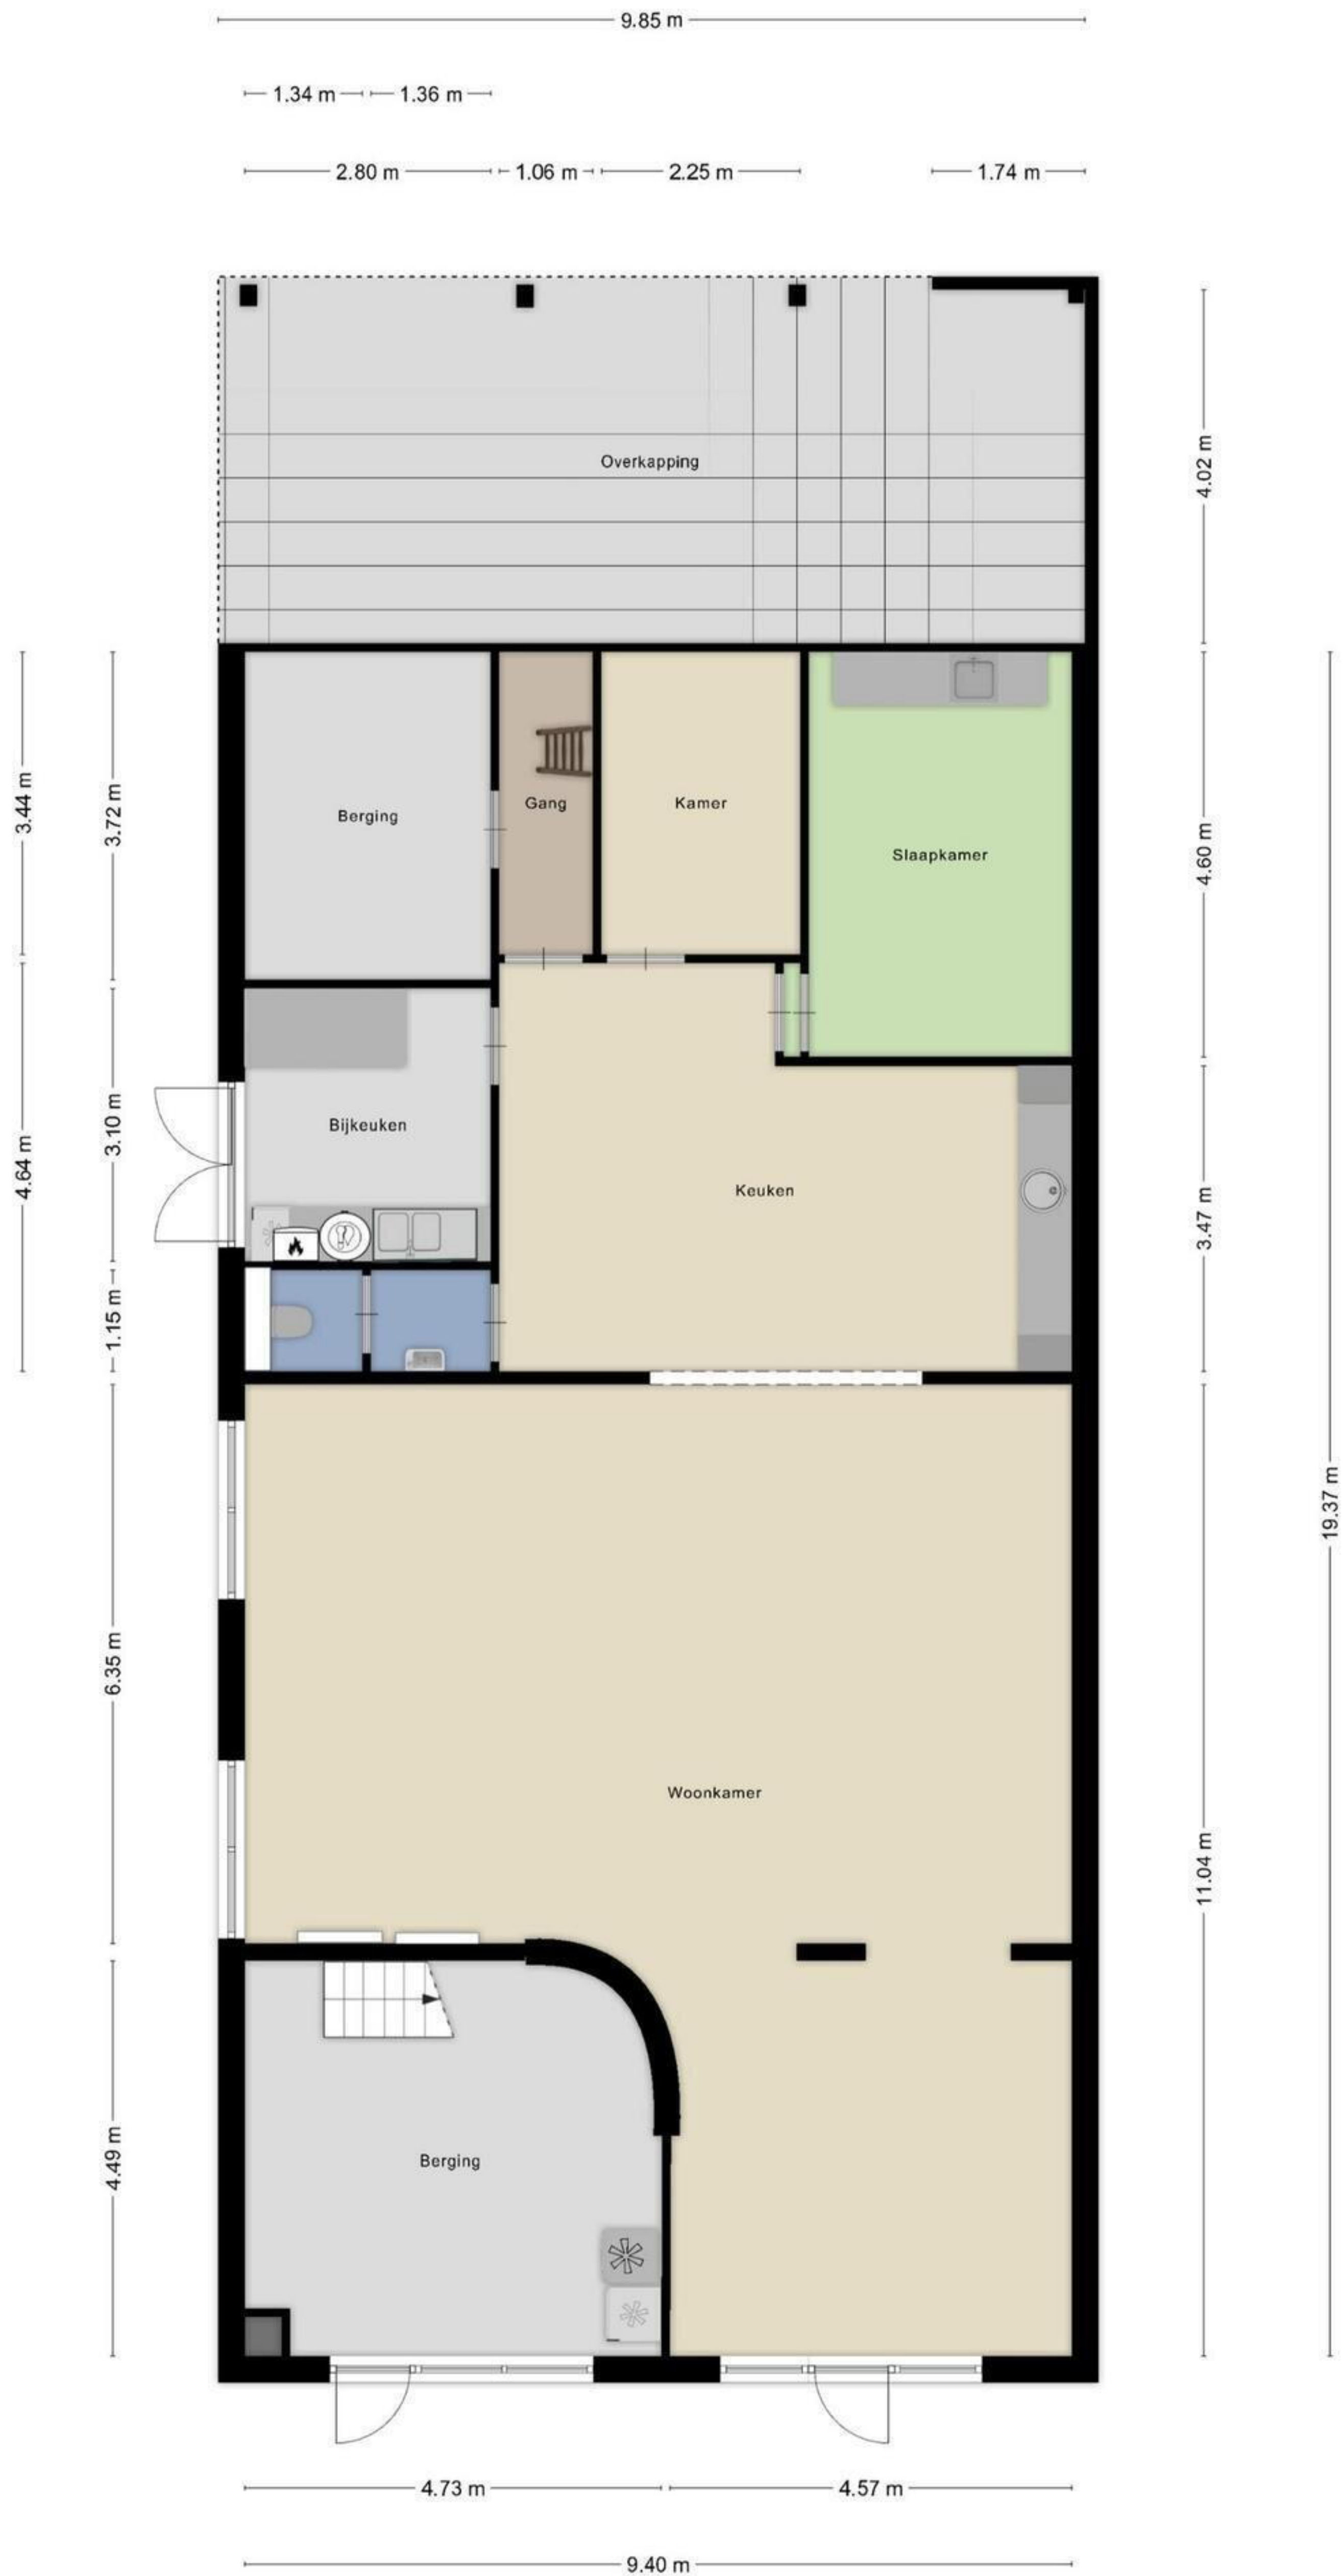 9.85 m
1.34 m
1.36 m
2.80 m
1.06 m
2.25 m
1.74 m
Overkapping
4.02 m
3.44 m
3.72 m
Berging
Gang
Kamer
Slaapkamer
4.60 m
4.64 m
3.10 m
Bijkeuken
Keuken
3.47 m
1.15 m
19.37 m
6.35 m
Woonkamer
11.04 m
4.49 m
Berging
4.73 m
4.57 m
9.40 m